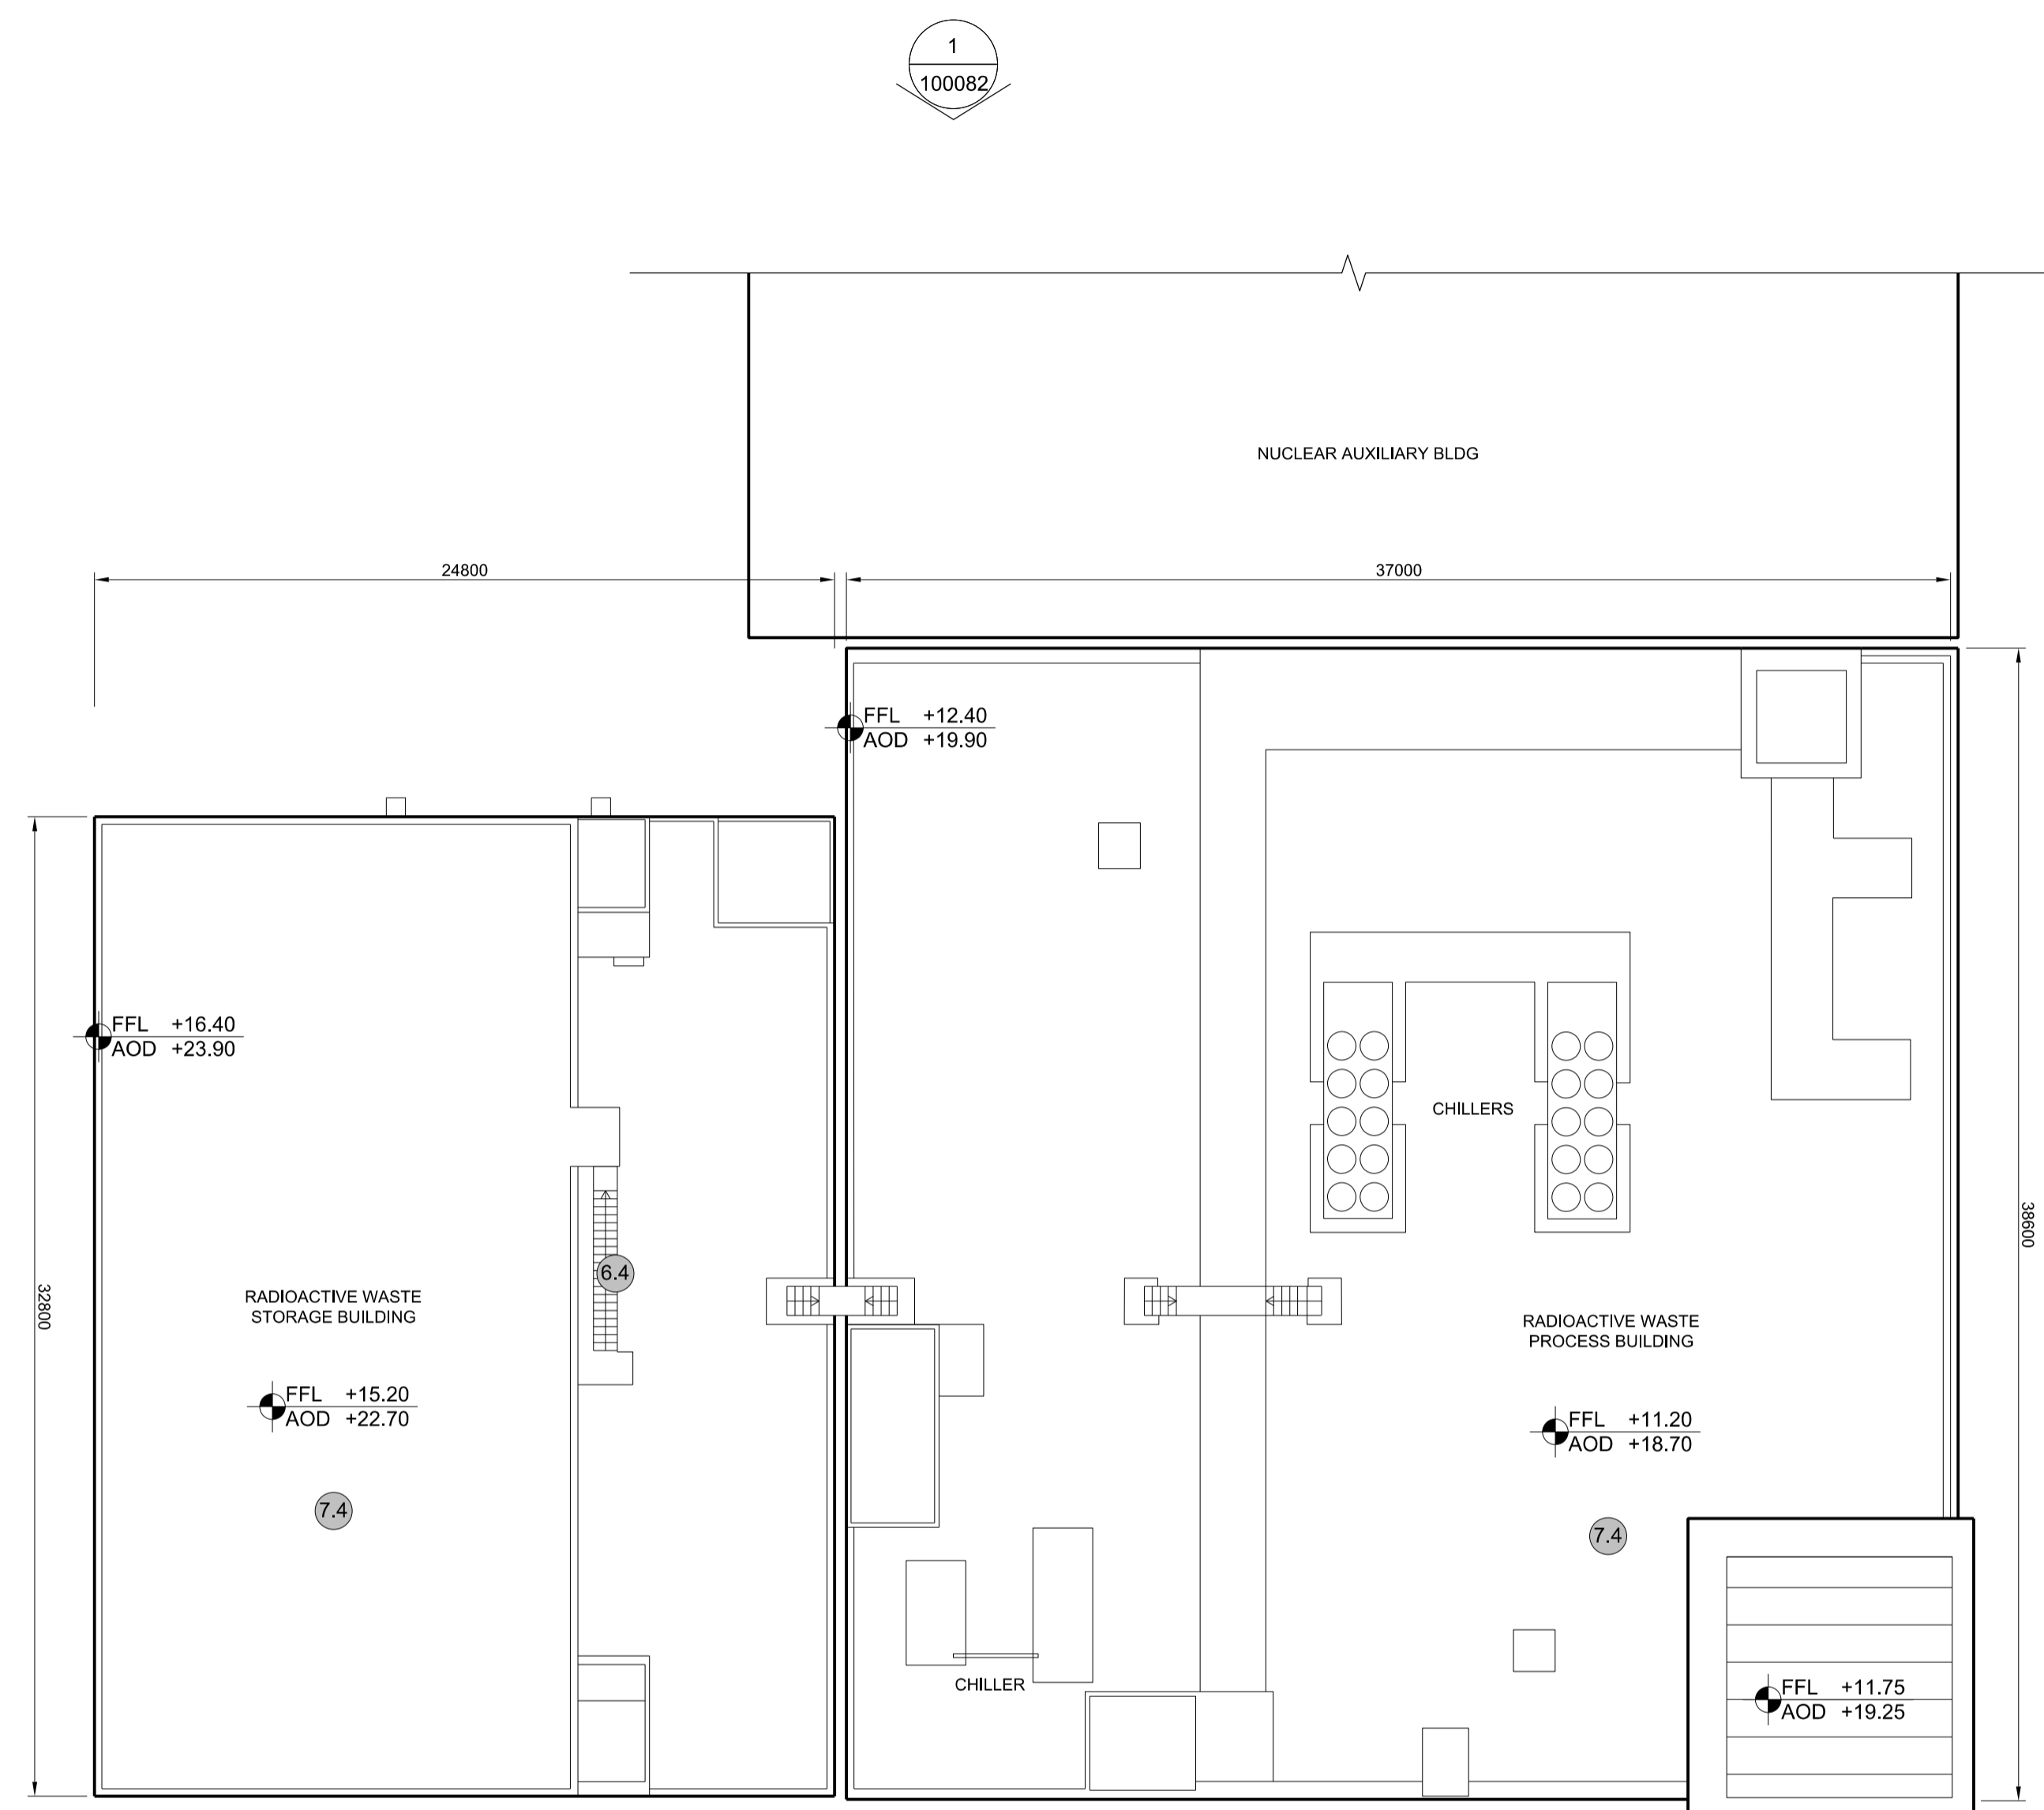 1
100082
NUCLEAR AUXILIARY BLDG
24800
37000
FFL +12.40
AOD +19.90
FFL +16.40
AOD +23.90
CHILLERS
38600
6.4
32800
RADIOACTIVE WASTE
STORAGE BUILDING
RADIOACTIVE WASTE
PROCESS BUILDING
FFL +15.20
AOD +22.70
FFL +11.20
AOD +18.70
7.4
7.4
CHILLER
FFL +11.75
AOD +19.25